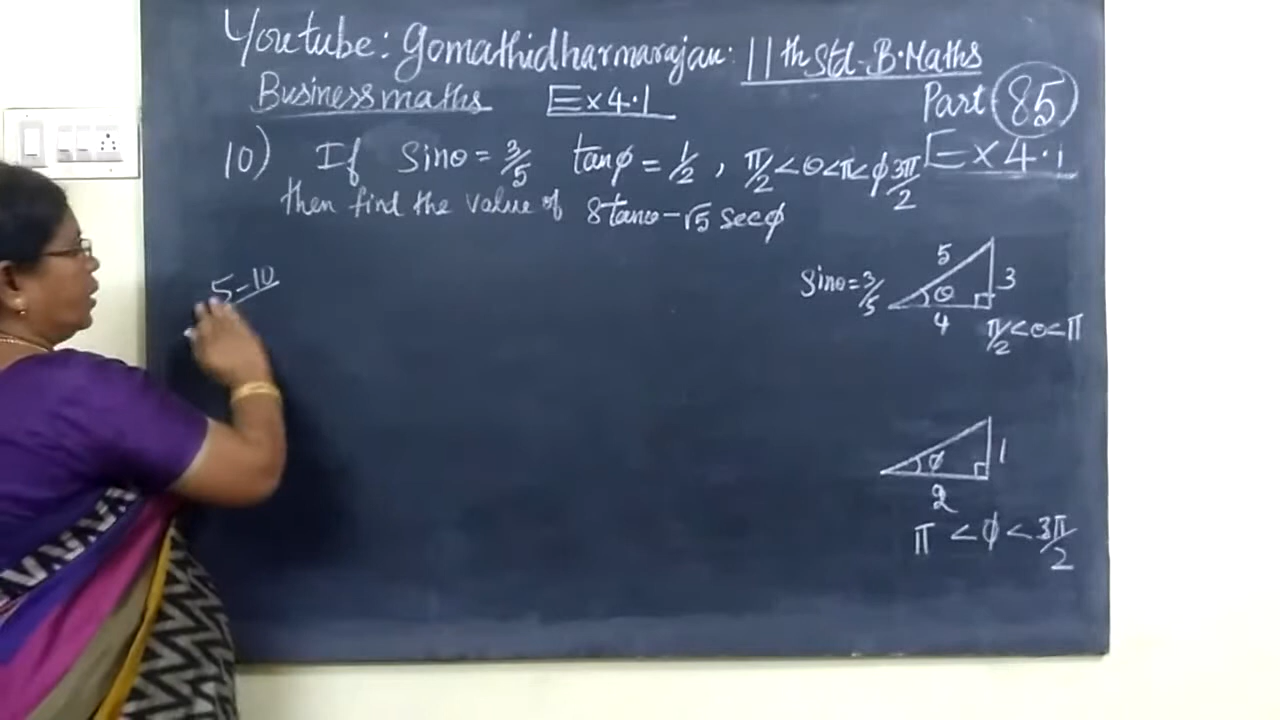 Youtube: gomathidharmarajan: 11th Std-B.Maths
Business maths Ex 4.1 Part 85
10) If Sinθ = 3/5 tanϕ = 1/2, π/2 < θ < π < ϕ 3π/2 Ex 4.1
then find the value of 8tanθ - √5 secϕ
5-10
Sinθ = 3/5 5 θ 3
4 π/2 < θ < π
ϕ 1
2
π < ϕ < 3π/2